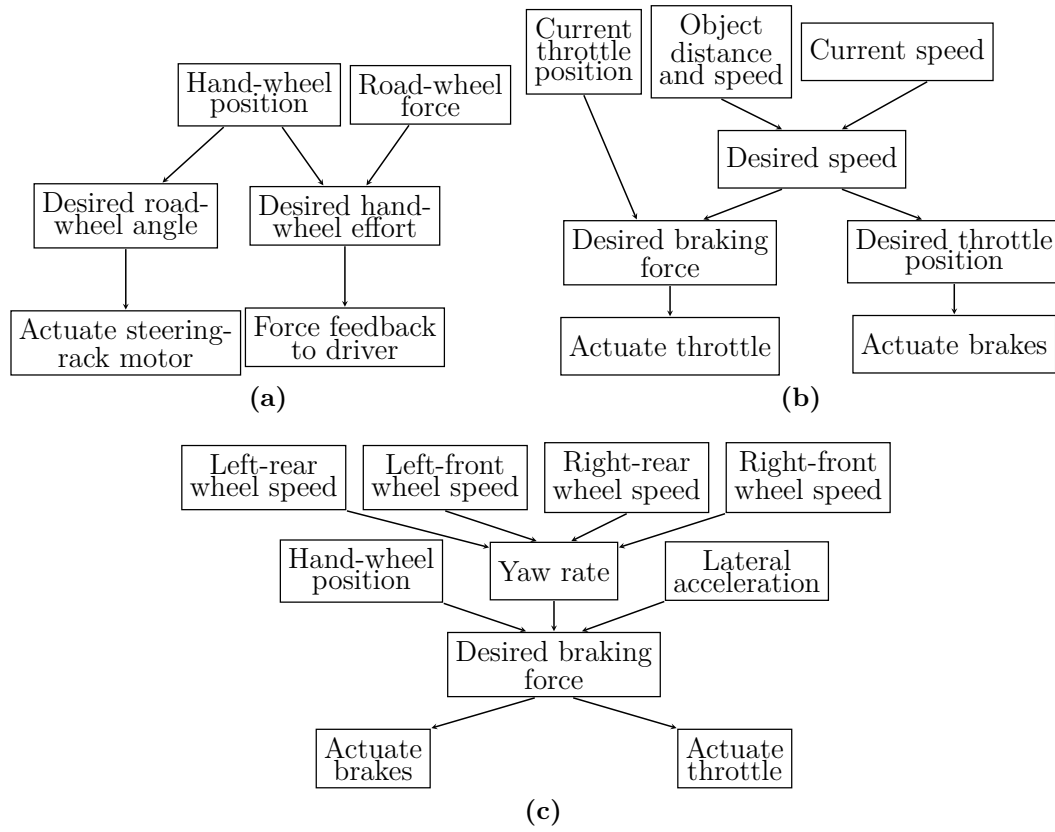 Hand-wheel
position
Road-wheel
force
Desired road-
wheel angle
Desired hand-
wheel effort
Actuate steering-
rack motor
Force feedback
to driver
(a)
Current
throttle
position
Object
distance
and speed
Current speed
Desired speed
Desired braking
force
Desired throttle
position
Actuate throttle
Actuate brakes
(b)
Left-rear
wheel speed
Left-front
wheel speed
Right-rear
wheel speed
Right-front
wheel speed
Hand-wheel
position
Yaw rate
Lateral
acceleration
Desired braking
force
Actuate
brakes
Actuate
throttle
(c)